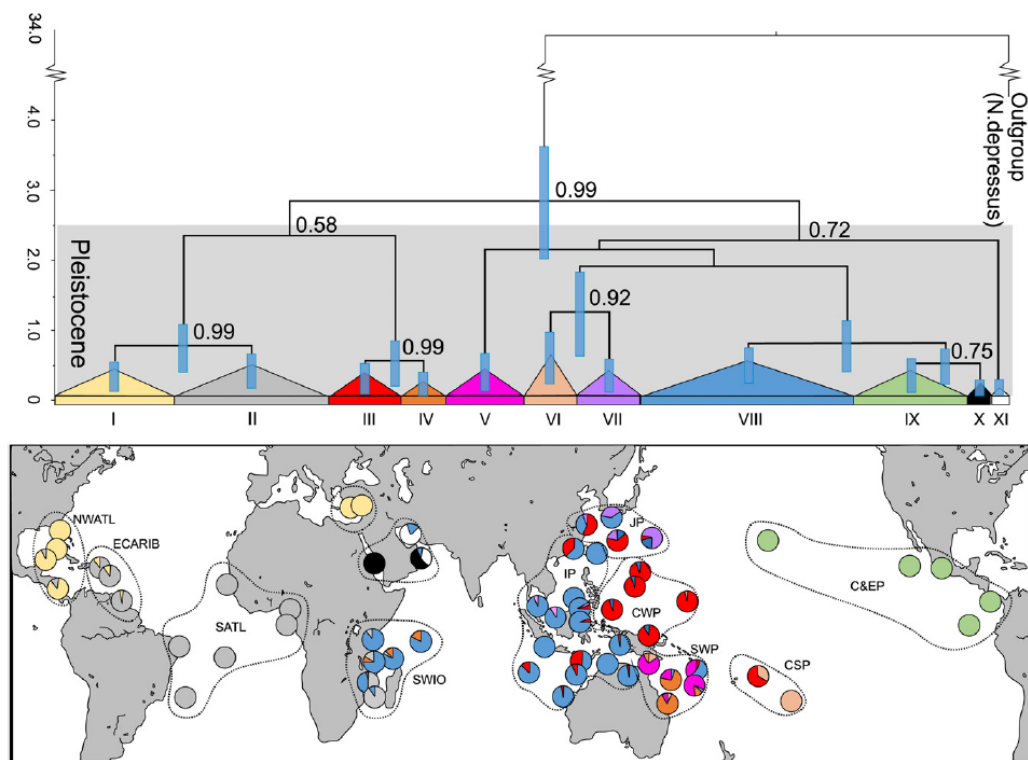 34.0
4.0
3.0
2.0
1.0
0
Outgroup
(N.depressus)
Pleistocene
0.99
0.58
0.72
0.92
0.99
0.99
0.75
I II III IV V VI VII VIII IX X XI
NWATL
ECARIB
SATL
SWIO
JP
IP
CWP
C&EP
SWP
CSP